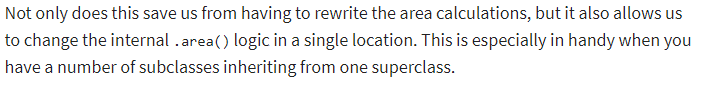 Not only does this save us from having to rewrite the area calculations, but it also allows us
to change the internal .area() logic in a single location. This is especially in handy when you
have a number of subclasses inheriting from one superclass.